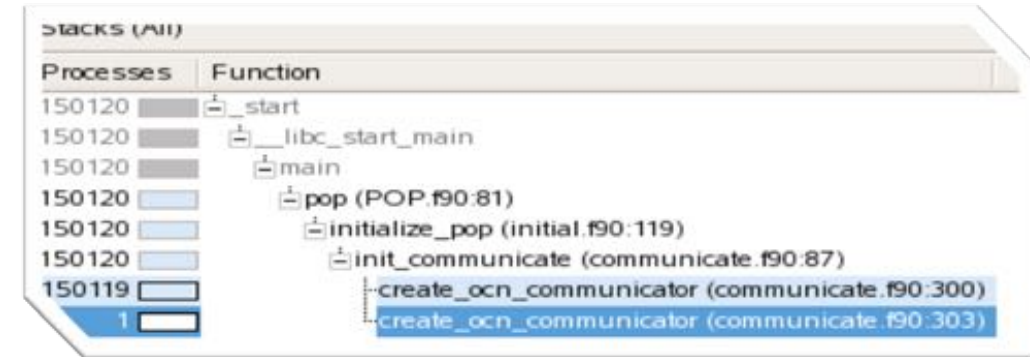 Stacks (All)
Processes Function
150120 _start
150120 __libc_start_main
150120 main
150120 pop (POP.f90:81)
150120 initialize_pop (initial.f90:119)
150120 init_communicate (communicate.f90:87)
150119 create_ocn_communicator (communicate.f90:300)
1 create_ocn_communicator (communicate.f90:303)